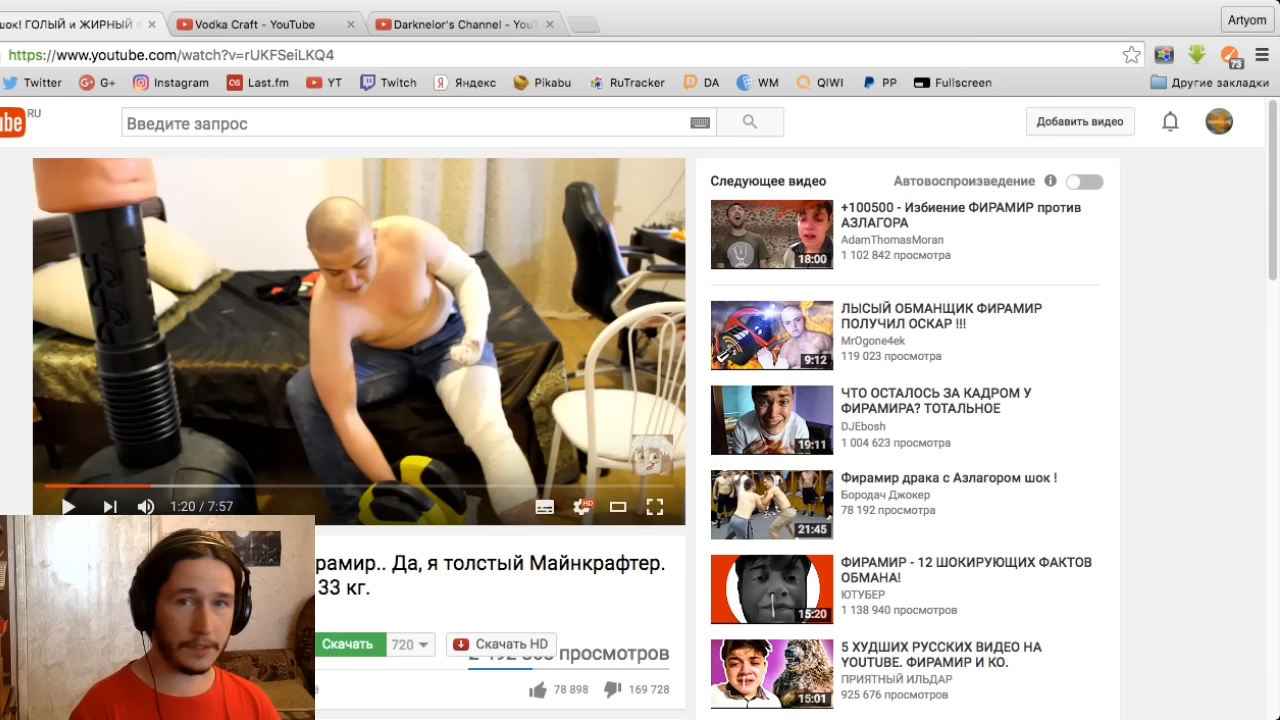 шок! ГОЛЫЙ и ЖИРНЫЙ
Vodka Craft - YouTube
Darknelor's Channel - YouT
Artyom
https://www.youtube.com/watch?v=rUKFSeiLKQ4
73
Twitter
G+
Instagram
Last.fm
YT
Twitch
Яндекс
Pikabu
RuTracker
DA
WM
QIWI
PP
Fullscreen
Другие закладки
be
RU
Введите запрос
Добавить видео
1:20 / 7:57
HD
рамир.. Да, я толстый Майнкрафтер.
33 кг.
Скачать
720
Скачать HD
просмотров
78 898
169 728
Следующее видео
Автовоспроизведение
+100500 - Избиение ФИРАМИР против
АЗЛАГОРА
AdamThomasMoran
1 102 842 просмотра
18:00
ЛЫСЫЙ ОБМАНЩИК ФИРАМИР
ПОЛУЧИЛ ОСКАР !!!
MrOgone4ek
119 023 просмотра
9:12
ЧТО ОСТАЛОСЬ ЗА КАДРОМ У
ФИРАМИРА? ТОТАЛЬНОЕ
DJEbosh
1 004 623 просмотра
19:11
Фирамир драка с Азлагором шок !
Бородач Джокер
78 192 просмотра
21:45
ФИРАМИР - 12 ШОКИРУЮЩИХ ФАКТОВ
ОБМАНА!
ЮТУБЕР
1 138 940 просмотров
15:20
5 ХУДШИХ РУССКИХ ВИДЕО НА
YOUTUBE. ФИРАМИР И КО.
ПРИЯТНЫЙ ИЛЬДАР
925 676 просмотров
15:01